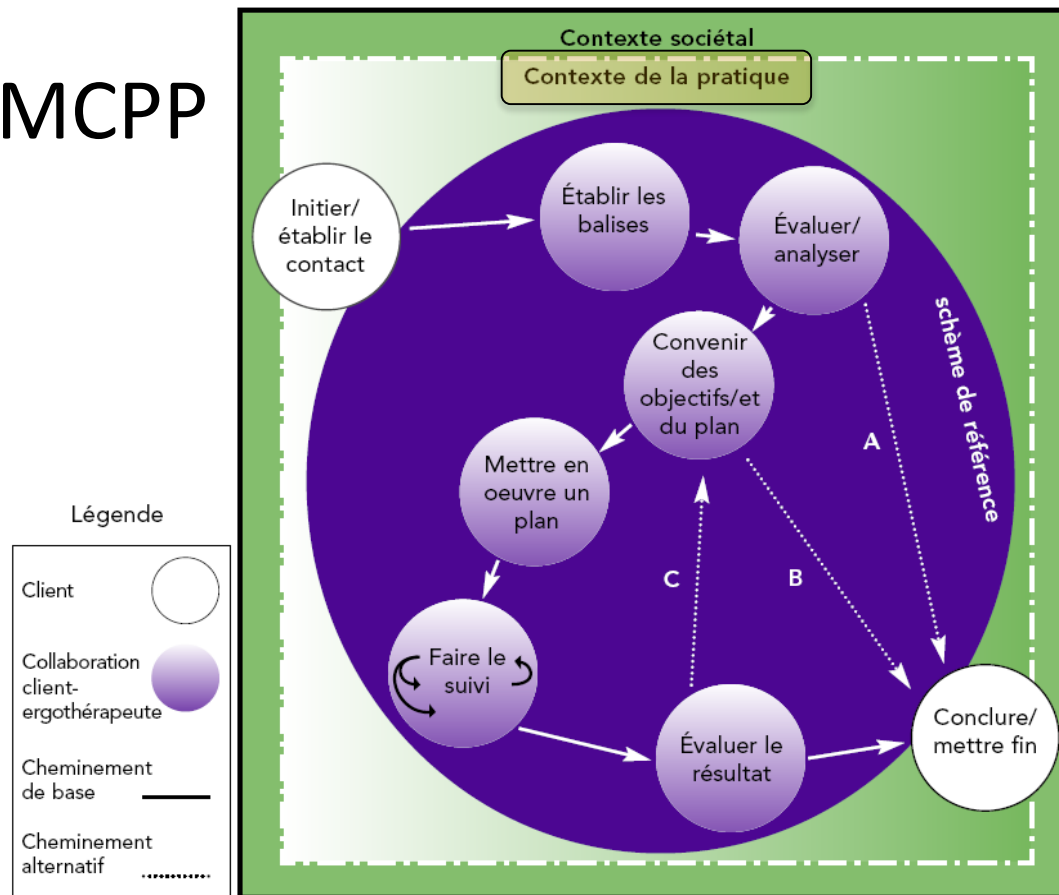 MCPP
Contexte sociétal
Contexte de la pratique
Initier/
établir le
contact
Établir les
balises
Évaluer/
analyser
Convenir
des
objectifs/et
du plan
Mettre en
oeuvre un
plan
Faire le
suivi
Évaluer le
résultat
Conclure/
mettre fin
schème de référence
A
B
C
Légende
Client
Collaboration
client-
ergothérapeute
Cheminement
de base
Cheminement
alternatif